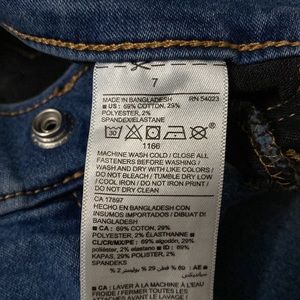 7
MADE IN BANGLADESH RN 54023
■ US : 69% COTTON, 29%
POLYESTER, 2%
SPANDEX/ELASTANE
1166
MACHINE WASH COLD / CLOSE ALL
FASTENERS BEFORE WASHING /
WASH AND DRY WITH LIKE COLORS /
DO NOT BLEACH / TUMBLE DRY LOW
/ COOL IRON / DO NOT IRON PRINT /
DO NOT DRY CLEAN
CA 17897
HECHO EN BANGLADESH CON
INSUMOS IMPORTADOS / DIBUAT DI
BANGLADESH
■ CA : 69% COTON, 29%
POLYESTER, 2% ÉLASTHANNE ■
CL/CR/MX/PE : 69% algodón, 29%
poliéster, 2% elastano ■ ID : 69%
KAPAS, 29% POLISTER, 2%
SPANDEKS
■ CA : LAVER À LA MACHINE À
L'EAU FROIDE / ATTACHER